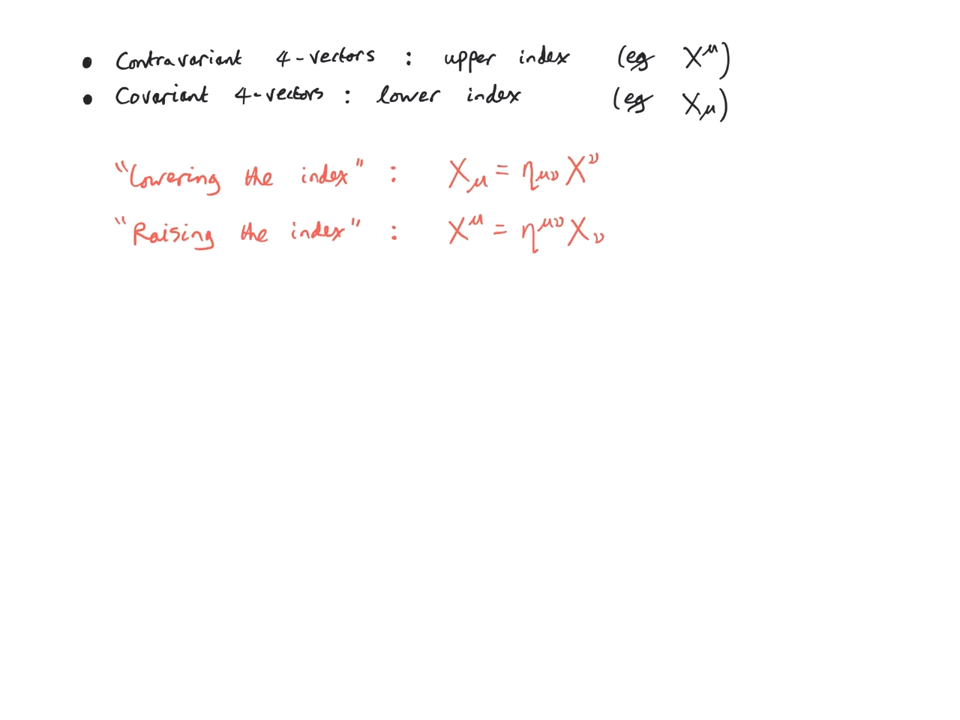 • Contravariant 4-vectors : upper index (eg X^μ)
• Covariant 4-vectors : lower index (eg X_μ)
"Lowering the index" : X_μ = η_μν X^ν
"Raising the index" : X^μ = η^μν X_ν